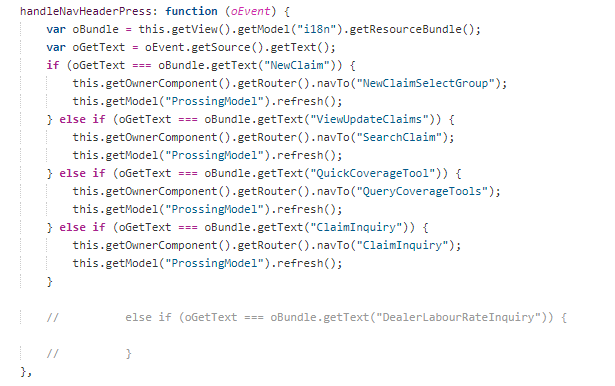 handleNavHeaderPress: function (oEvent) {
    var oBundle = this.getView().getModel("i18n").getResourceBundle();
    var oGetText = oEvent.getSource().getText();
    if (oGetText === oBundle.getText("NewClaim")) {
        this.getOwnerComponent().getRouter().navTo("NewClaimSelectGroup");
        this.getModel("ProssingModel").refresh();
    } else if (oGetText === oBundle.getText("ViewUpdateClaims")) {
        this.getOwnerComponent().getRouter().navTo("SearchClaim");
        this.getModel("ProssingModel").refresh();
    } else if (oGetText === oBundle.getText("QuickCoverageTool")) {
        this.getOwnerComponent().getRouter().navTo("QueryCoverageTools");
        this.getModel("ProssingModel").refresh();
    } else if (oGetText === oBundle.getText("ClaimInquiry")) {
        this.getOwnerComponent().getRouter().navTo("ClaimInquiry");
        this.getModel("ProssingModel").refresh();
    }
    //          else if (oGetText === oBundle.getText("DealerLabourRateInquiry")) {
    //          }
},